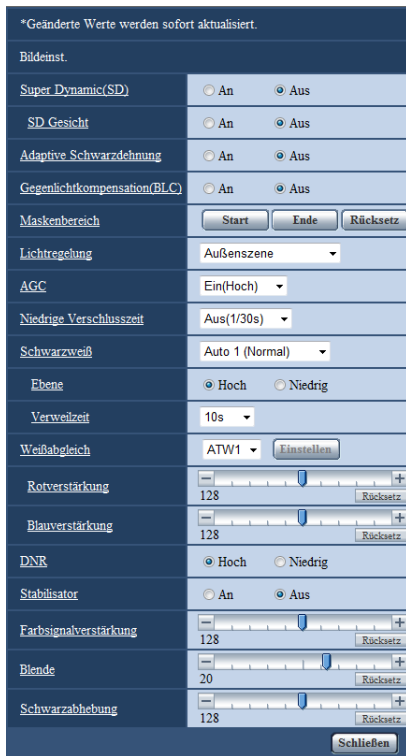 *Geänderte Werte werden sofort aktualisiert.
Bildeinst.
Super Dynamic(SD) An Aus
SD Gesicht An Aus
Adaptive Schwarzdehnung An Aus
Gegenlichtkompensation(BLC) An Aus
Maskenbereich Start Ende Rücksetz
Lichtregelung Außenszene
AGC Ein(Hoch)
Niedrige Verschlusszeit Aus(1/30s)
Schwarzweiß Auto 1 (Normal)
Ebene Hoch Niedrig
Verweilzeit 10s
Weißabgleich ATW1 Einstellen
Rotverstärkung − +
128 Rücksetz
Blauverstärkung − +
128 Rücksetz
DNR Hoch Niedrig
Stabilisator An Aus
Farbsignalverstärkung − +
128 Rücksetz
Blende − +
20 Rücksetz
Schwarzabhebung − +
128 Rücksetz
Schließen